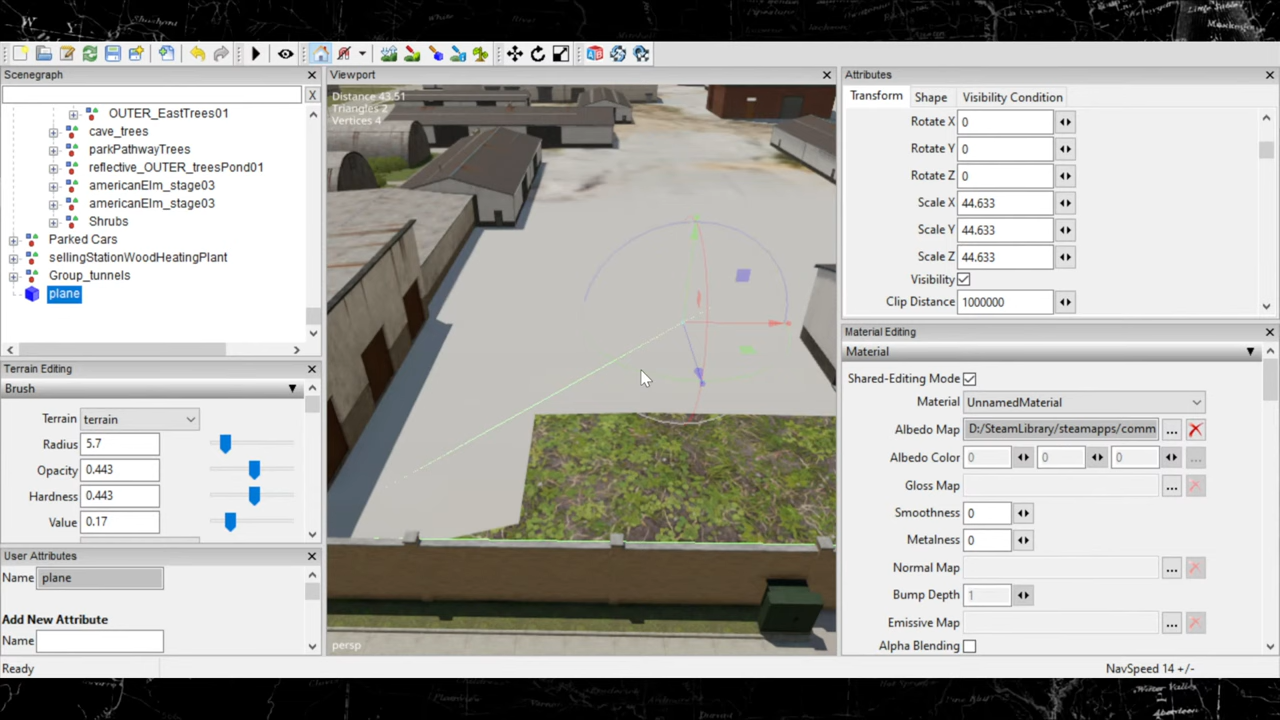 Scenegraph
X
OUTER_EastTrees01
cave_trees
parkPathwayTrees
reflective_OUTER_treesPond01
americanElm_stage03
americanElm_stage03
Shrubs
Parked Cars
sellingStationWoodHeatingPlant
Group_tunnels
plane
Terrain Editing
Brush
Terrain terrain
Radius 5.7
Opacity 0.443
Hardness 0.443
Value 0.17
User Attributes
Name plane
Add New Attribute
Name
Ready
Viewport
Distance 43.51
Triangles 2
Vertices 4
persp
Attributes
Transform Shape Visibility Condition
Rotate X 0
Rotate Y 0
Rotate Z 0
Scale X 44.633
Scale Y 44.633
Scale Z 44.633
Visibility
Clip Distance 1000000
Material Editing
Material
Shared-Editing Mode
Material UnnamedMaterial
Albedo Map D:/SteamLibrary/steamapps/comm ...
Albedo Color 0 0 0 ...
Gloss Map ...
Smoothness 0
Metalness 0
Normal Map ...
Bump Depth 1
Emissive Map ...
Alpha Blending
NavSpeed 14 +/-